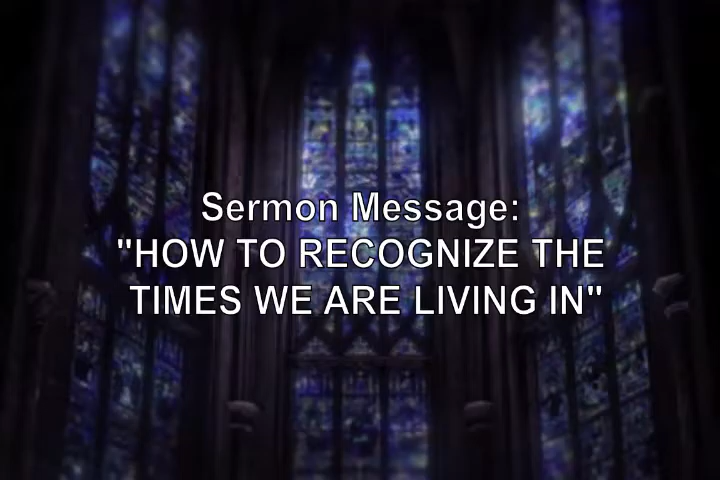 Sermon Message:
"HOW TO RECOGNIZE THE
TIMES WE ARE LIVING IN"